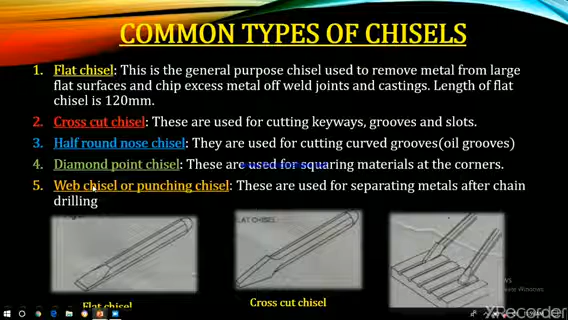 COMMON TYPES OF CHISELS
1. Flat chisel: This is the general purpose chisel used to remove metal from large
flat surfaces and chip excess metal off weld joints and castings. Length of flat
chisel is 120mm.
2. Cross cut chisel: These are used for cutting keyways, grooves and slots.
3. Half round nose chisel: They are used for cutting curved grooves(oil grooves)
4. Diamond point chisel: These are used for squaring materials at the corners.
5. Web chisel or punching chisel: These are used for separating metals after chain
drilling
FLAT CHISEL
Flat chisel
Cross cut chisel
Windows
XRecorder